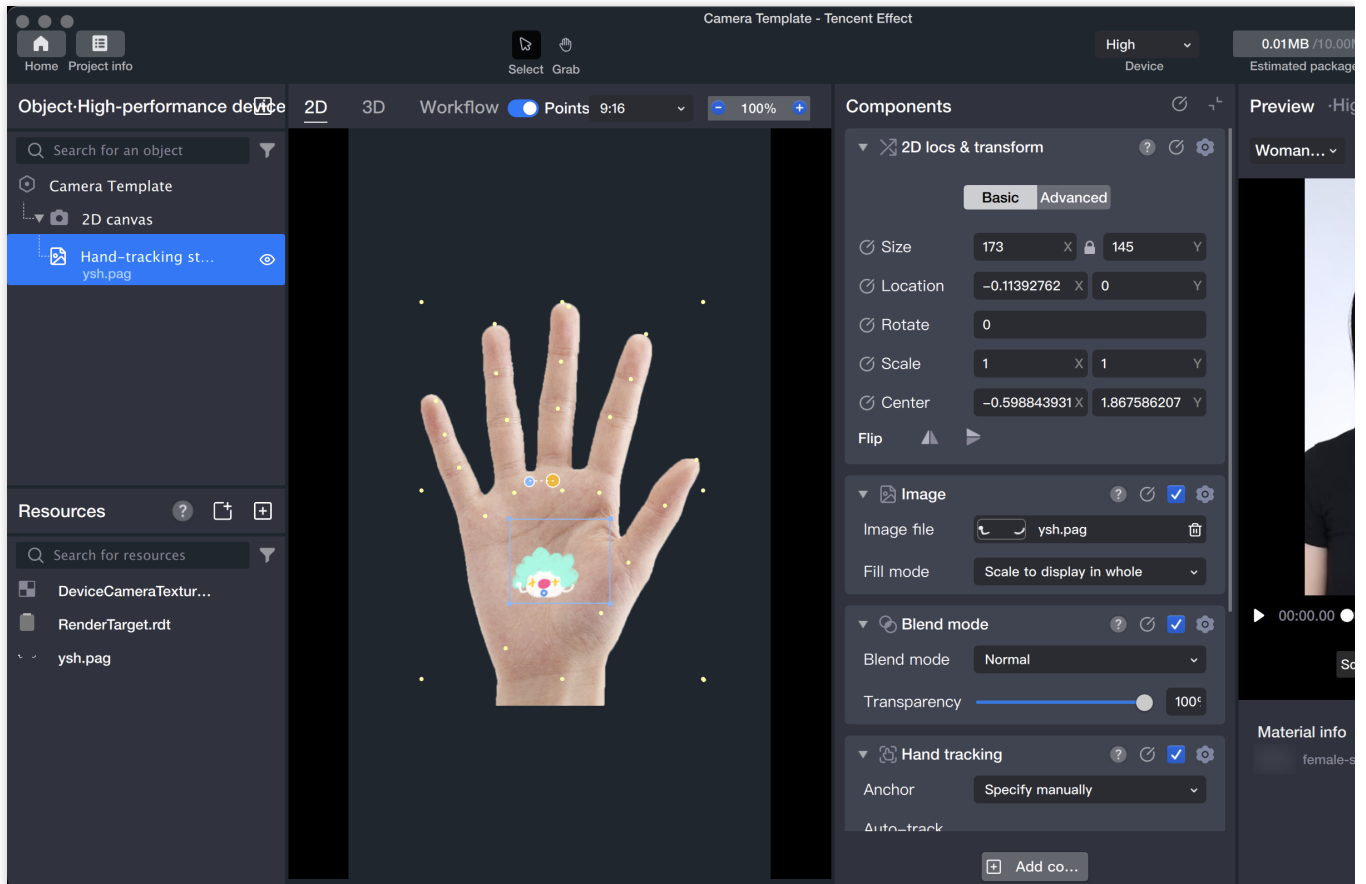 Camera Template - Tencent Effect
Home
Project info
Select
Grab
High
Device
0.01MB /10.00
Estimated package
Object·High-performance device
Search for an object
Camera Template
2D canvas
Hand-tracking st...
ysh.pag
Resources
Search for resources
DeviceCameraTextur...
RenderTarget.rdt
ysh.pag
2D
3D
Workflow
Points
9:16
100%
Components
2D locs & transform
Basic
Advanced
Size 173 X 145 Y
Location -0.11392762 X 0 Y
Rotate 0
Scale 1 X 1 Y
Center -0.598843931 X 1.867586207 Y
Flip
Image
Image file ysh.pag
Fill mode Scale to display in whole
Blend mode
Blend mode Normal
Transparency 100%
Hand tracking
Anchor Specify manually
Auto-track
Add co...
Preview
Woman...
00:00.00
Material info